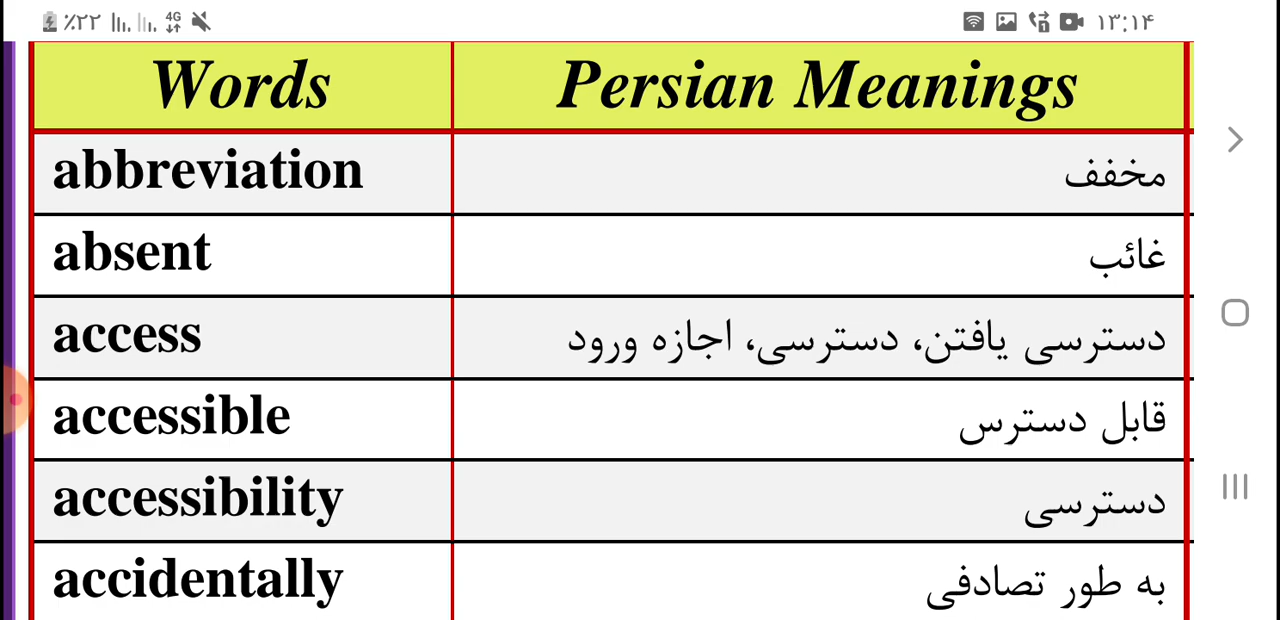 ٪۲۲ 4G ۱۳:۱۴
Words Persian Meanings
abbreviation مخفف
absent غائب
access دسترسی یافتن، دسترسی، اجازه ورود
accessible قابل دسترس
accessibility دسترسی
accidentally به طور تصادفی